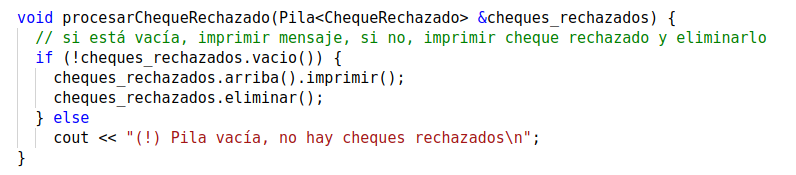 void procesarChequeRechazado(Pila<ChequeRechazado> &cheques_rechazados) {
  // si está vacía, imprimir mensaje, si no, imprimir cheque rechazado y eliminarlo
  if (!cheques_rechazados.vacio()) {
    cheques_rechazados.arriba().imprimir();
    cheques_rechazados.eliminar();
  } else
    cout << "(!) Pila vacía, no hay cheques rechazados\n";
}